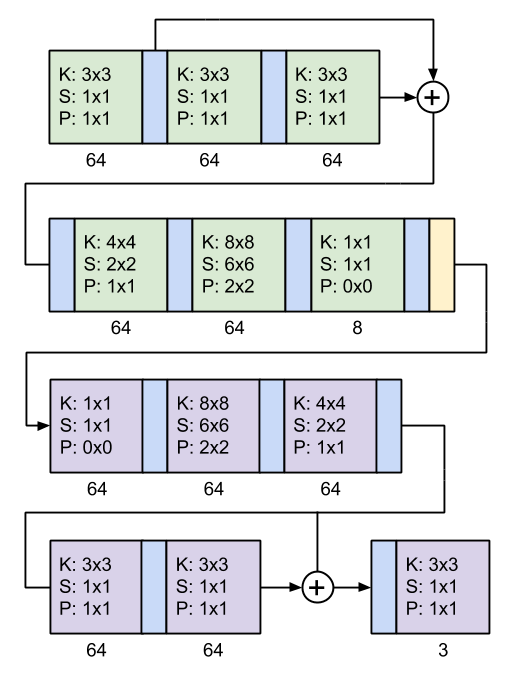 K: 3x3
S: 1x1
P: 1x1
K: 3x3
S: 1x1
P: 1x1
K: 3x3
S: 1x1
P: 1x1
+
64
64
64
K: 4x4
S: 2x2
P: 1x1
K: 8x8
S: 6x6
P: 2x2
K: 1x1
S: 1x1
P: 0x0
64
64
8
K: 1x1
S: 1x1
P: 0x0
K: 8x8
S: 6x6
P: 2x2
K: 4x4
S: 2x2
P: 1x1
64
64
64
K: 3x3
S: 1x1
P: 1x1
K: 3x3
S: 1x1
P: 1x1
+
K: 3x3
S: 1x1
P: 1x1
64
64
3